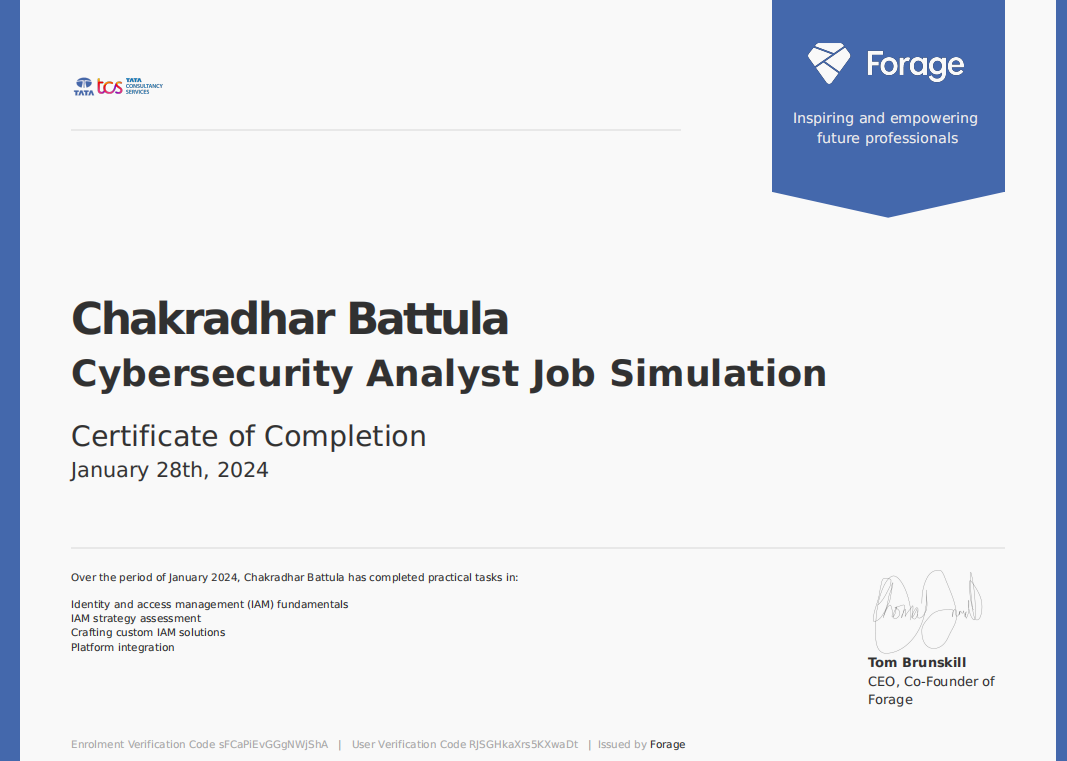 TATA
tcs
TATA
CONSULTANCY
SERVICES
Forage
Inspiring and empowering
future professionals
Chakradhar Battula
Cybersecurity Analyst Job Simulation
Certificate of Completion
January 28th, 2024
Over the period of January 2024, Chakradhar Battula has completed practical tasks in:
Identity and access management (IAM) fundamentals
IAM strategy assessment
Crafting custom IAM solutions
Platform integration
Tom Brunskill
CEO, Co-Founder of
Forage
Enrolment Verification Code sFCaPiEvGGgNWjShA | User Verification Code RJSGHkaXrs5KXwaDt | Issued by Forage